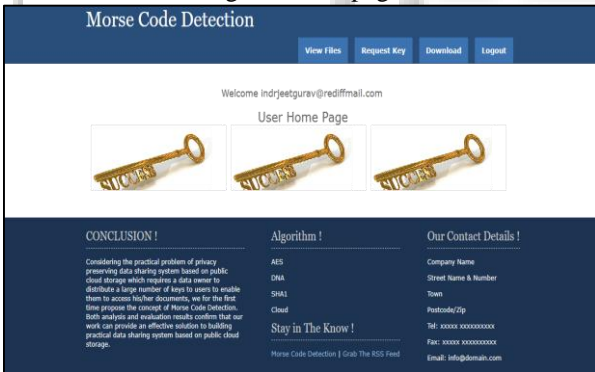 Morse Code Detection
View Files Request Key Download Logout
Welcome indrjeetgurav@rediffmail.com
User Home Page
SUCCESS SUCCESS SUCCESS
CONCLUSION !
Considering the practical problem of privacy
preserving data sharing system based on public
cloud storage which requires a data owner to
distribute a large number of keys to users to enable
them to access his/her documents, we for the first
time propose the concept of Morse Code Detection.
Both analysis and evaluation results confirm that our
work can provide an effective solution to building
practical data sharing system based on public cloud
storage.
Algorithm !
AES
DNA
SHA1
Cloud
Stay in The Know !
Morse Code Detection | Grab The RSS Feed
Our Contact Details !
Company Name
Street Name & Number
Town
Postcode/Zip
Tel: xxxxx xxxxxxxxxx
Fax: xxxxx xxxxxxxxxx
Email: info@domain.com